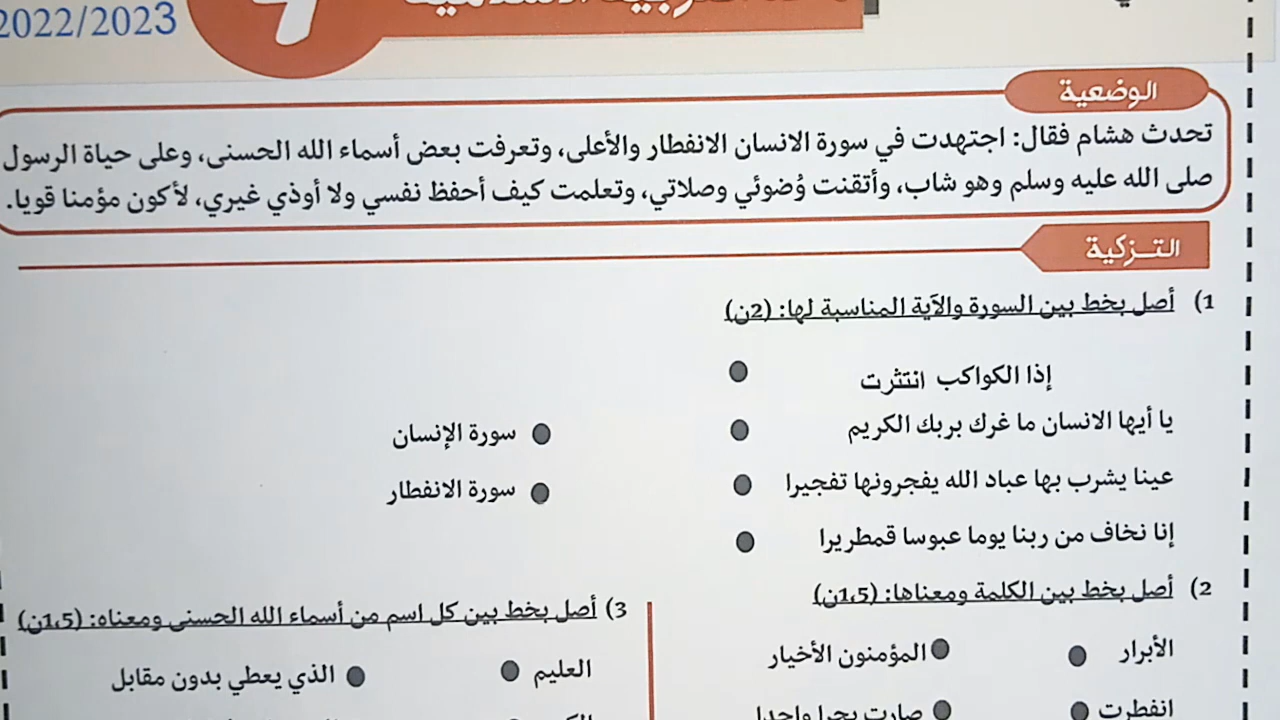 2022/2023
الوضعية
تحدث هشام فقال: اجتهدت في سورة الانسان الانفطار والأعلى، وتعرفت بعض أسماء الله الحسنى، وعلى حياة الرسول
صلى الله عليه وسلم وهو شاب، وأتقنت وُضوئي وصلاتي، وتعلمت كيف أحفظ نفسي ولا أوذي غيري، لأكون مؤمنا قويا.
التـزكية
1) أصل بخط بين السورة والآية المناسبة لها: (2ن)
إذا الكواكب انتثرت
يا أيها الانسان ما غرك بربك الكريم
سورة الإنسان
عينا يشرب بها عباد الله يفجرونها تفجيرا
سورة الانفطار
إنا نخاف من ربنا يوما عبوسا قمطريرا
2) أصل بخط بين الكلمة ومعناها: (1،5ن)
الأبرار
المؤمنون الأخيار
انفطرت
صارت بحرا واحدا
3) أصل بخط بين كل اسم من أسماء الله الحسنى ومعناه: (1،5ن)
العليم
الذي يعطي بدون مقابل